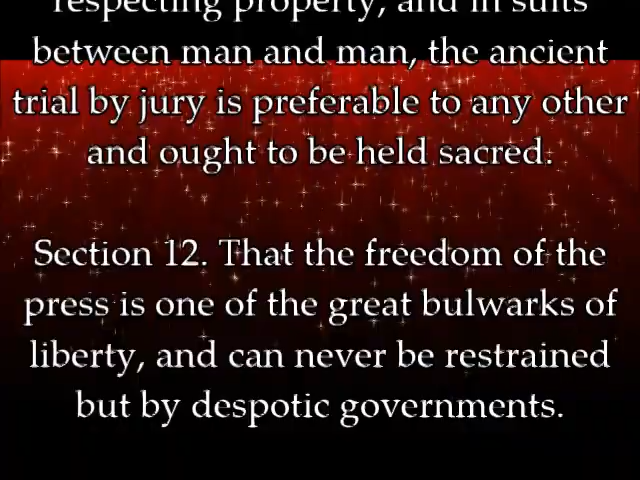 respecting property, and in suits
between man and man, the ancient
trial by jury is preferable to any other
and ought to be held sacred.
Section 12. That the freedom of the
press is one of the great bulwarks of
liberty, and can never be restrained
but by despotic governments.